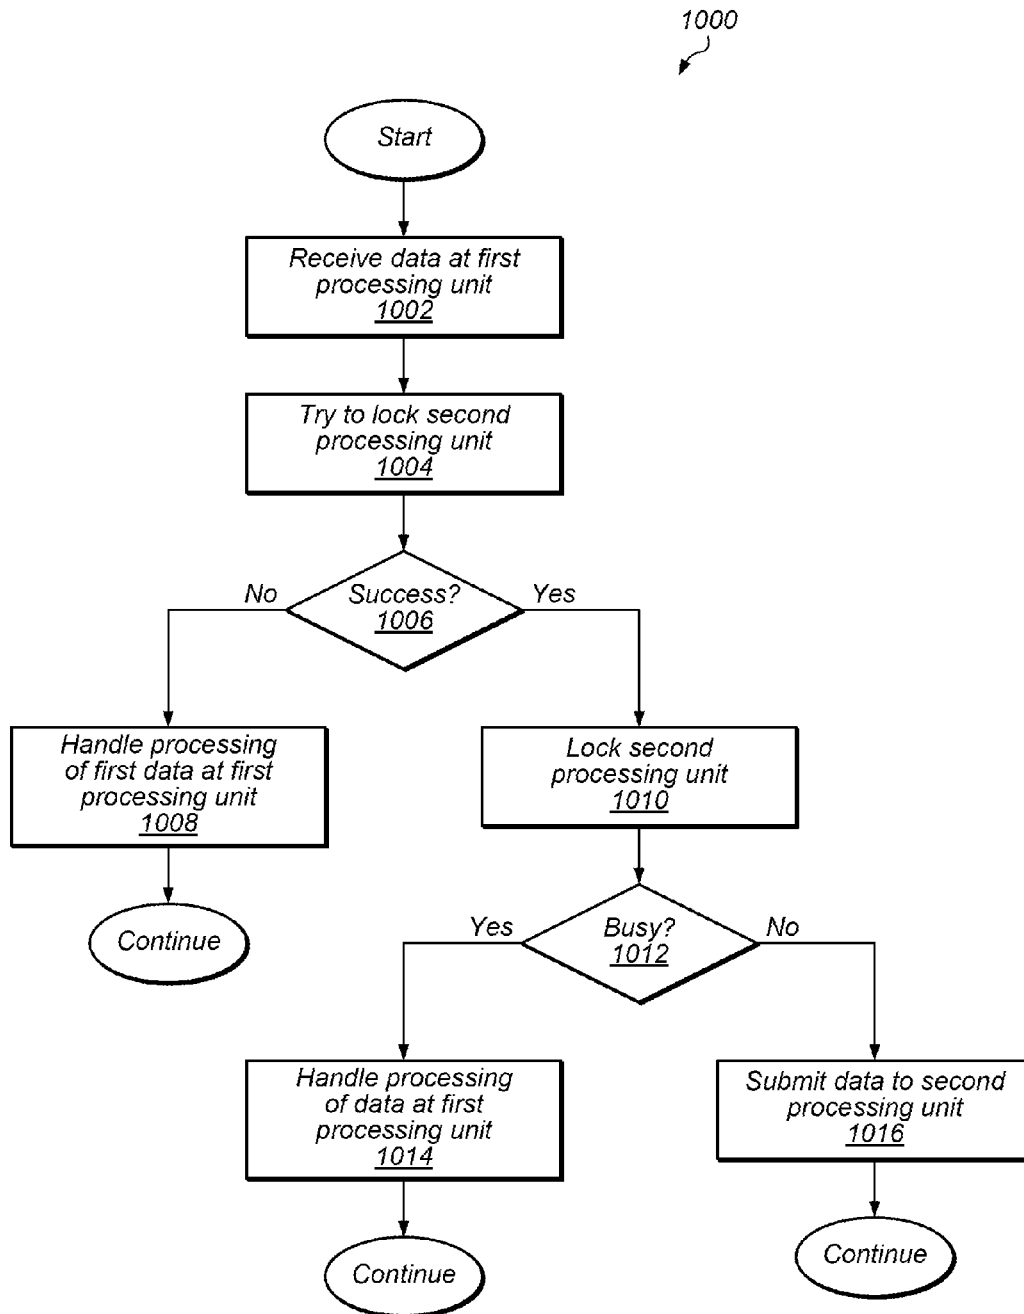 1000
Start
Receive data at first
processing unit
1002
Try to lock second
processing unit
1004
Success?
1006
No
Yes
Handle processing
of first data at first
processing unit
1008
Lock second
processing unit
1010
Continue
Busy?
1012
Yes
No
Handle processing
of data at first
processing unit
1014
Submit data to second
processing unit
1016
Continue
Continue